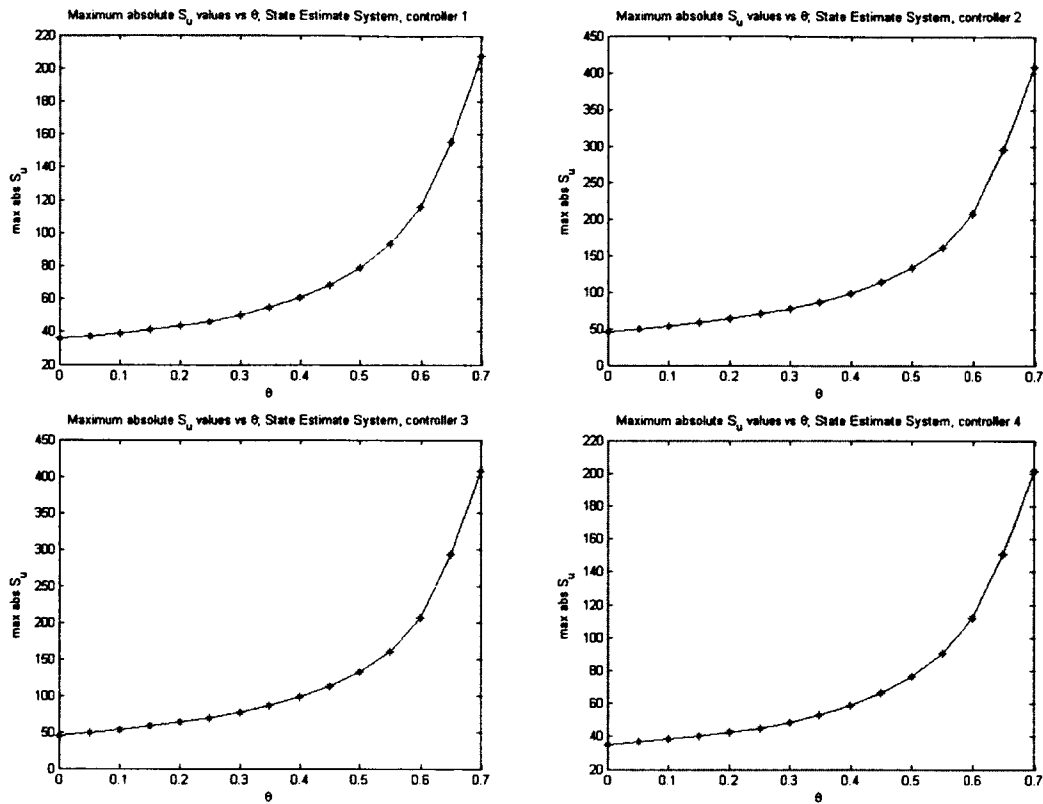 Maximum absolute S_u values vs θ; State Estimate System, controller 1
220
200
180
160
140
120
100
80
60
40
20
max abs S_u
0 0.1 0.2 0.3 0.4 0.5 0.6 0.7
θ
Maximum absolute S_u values vs θ; State Estimate System, controller 2
450
400
350
300
250
200
150
100
50
0
max abs S_u
0 0.1 0.2 0.3 0.4 0.5 0.6 0.7
θ
Maximum absolute S_u values vs θ; State Estimate System, controller 3
450
400
350
300
250
200
150
100
50
0
max abs S_u
0 0.1 0.2 0.3 0.4 0.5 0.6 0.7
θ
Maximum absolute S_u values vs θ; State Estimate System, controller 4
220
200
180
160
140
120
100
80
60
40
20
max abs S_u
0 0.1 0.2 0.3 0.4 0.5 0.6 0.7
θ